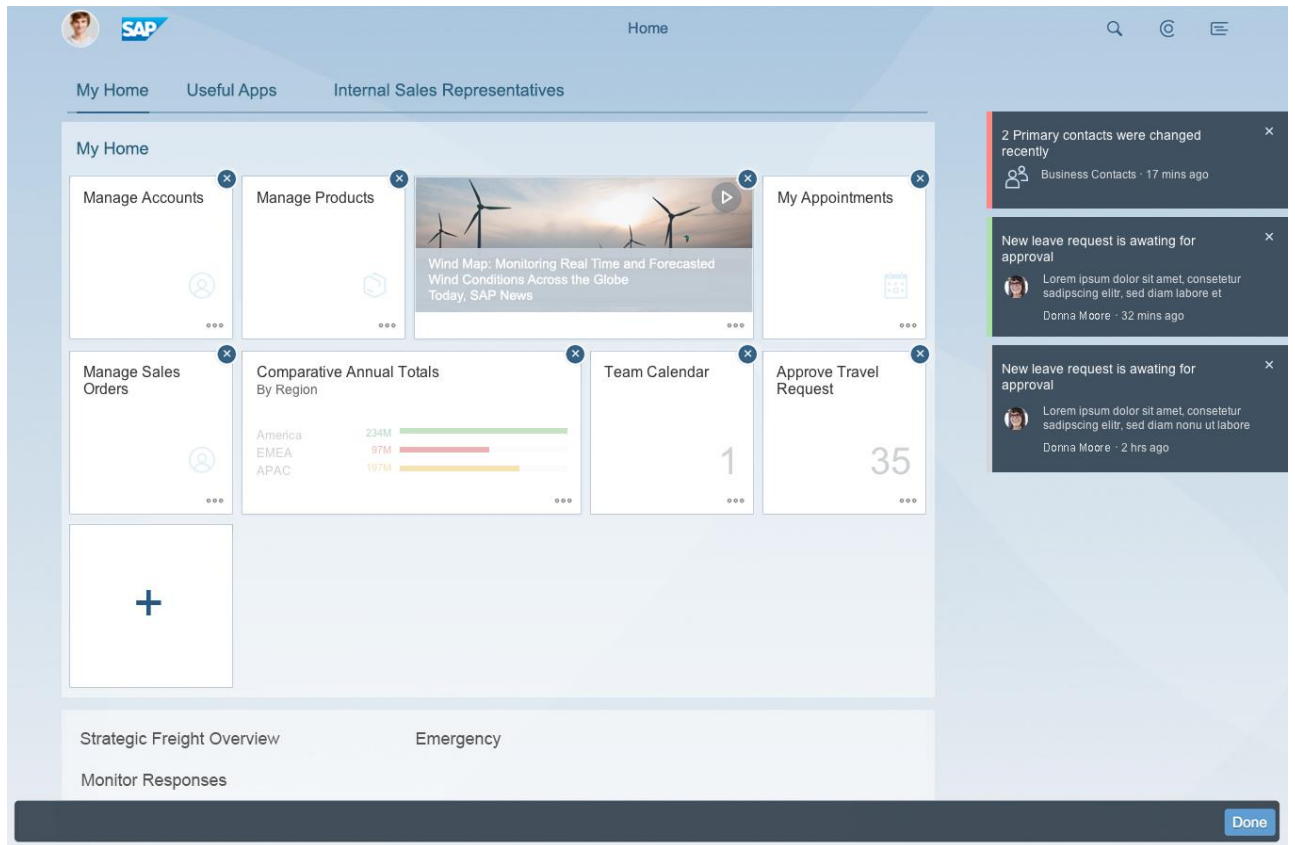 SAP
Home
My Home
Useful Apps
Internal Sales Representatives
My Home
Manage Accounts
Manage Products
Wind Map: Monitoring Real Time and Forecasted
Wind Conditions Across the Globe
Today, SAP News
My Appointments
Manage Sales
Orders
Comparative Annual Totals
By Region
America 234M
EMEA 97M
APAC 197M
Team Calendar
1
Approve Travel
Request
35
Strategic Freight Overview
Emergency
Monitor Responses
2 Primary contacts were changed
recently
Business Contacts · 17 mins ago
New leave request is awating for
approval
Lorem ipsum dolor sit amet, consetetur
sadipscing elitr, sed diam labore et
Donna Moore · 32 mins ago
New leave request is awating for
approval
Lorem ipsum dolor sit amet, consetetur
sadipscing elitr, sed diam nonu ut labore
Donna Moore · 2 hrs ago
Done